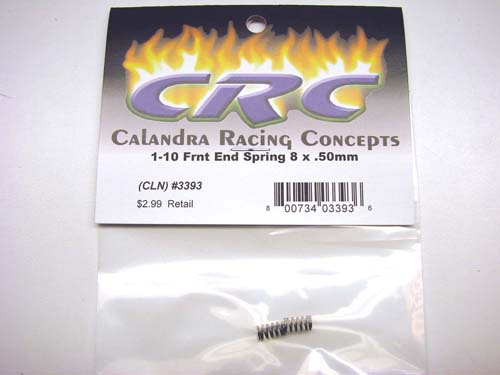 CRC
Calandra Racing Concepts
1-10 Frnt End Spring 8 x .50mm
(CLN) #3393
$2.99 Retail
8 00734 03393 6